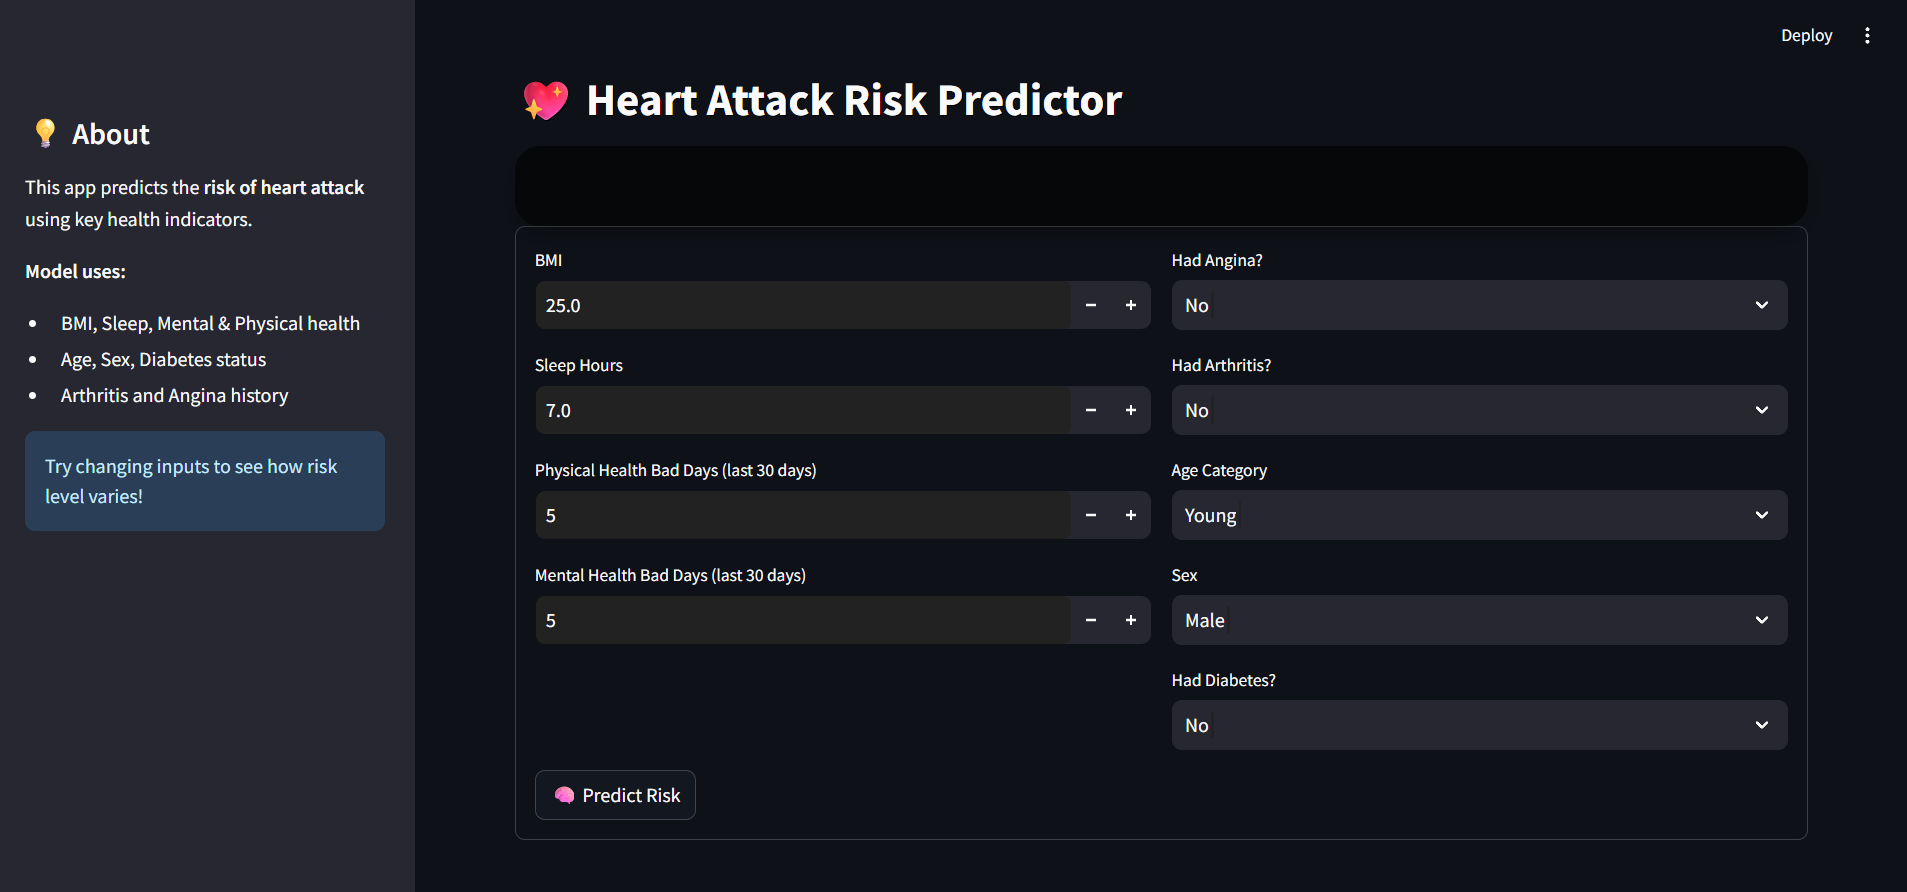 Deploy
💡 About
This app predicts the risk of heart attack
using key health indicators.
Model uses:
• BMI, Sleep, Mental & Physical health
• Age, Sex, Diabetes status
• Arthritis and Angina history
Try changing inputs to see how risk
level varies!
💖 Heart Attack Risk Predictor
BMI
25.0
Sleep Hours
7.0
Physical Health Bad Days (last 30 days)
5
Mental Health Bad Days (last 30 days)
5
Had Angina?
No
Had Arthritis?
No
Age Category
Young
Sex
Male
Had Diabetes?
No
🧠 Predict Risk